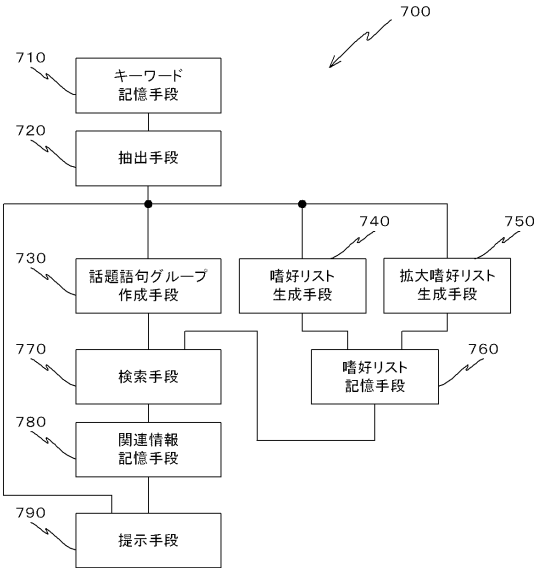 700
710
キーワード
記憶手段
720
抽出手段
730
話題語句グループ
作成手段
740
嗜好リスト
生成手段
750
拡大嗜好リスト
生成手段
770
検索手段
760
嗜好リスト
記憶手段
780
関連情報
記憶手段
790
提示手段